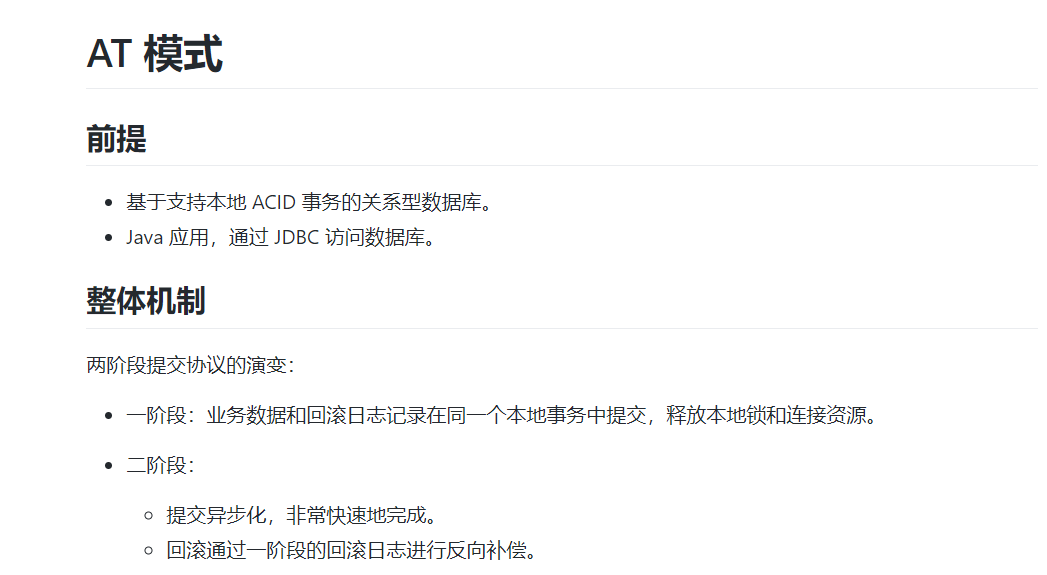 AT 模式
前提
基于支持本地 ACID 事务的关系型数据库。
Java 应用，通过 JDBC 访问数据库。
整体机制
两阶段提交协议的演变：
一阶段：业务数据和回滚日志记录在同一个本地事务中提交，释放本地锁和连接资源。
二阶段：
提交异步化，非常快速地完成。
回滚通过一阶段的回滚日志进行反向补偿。